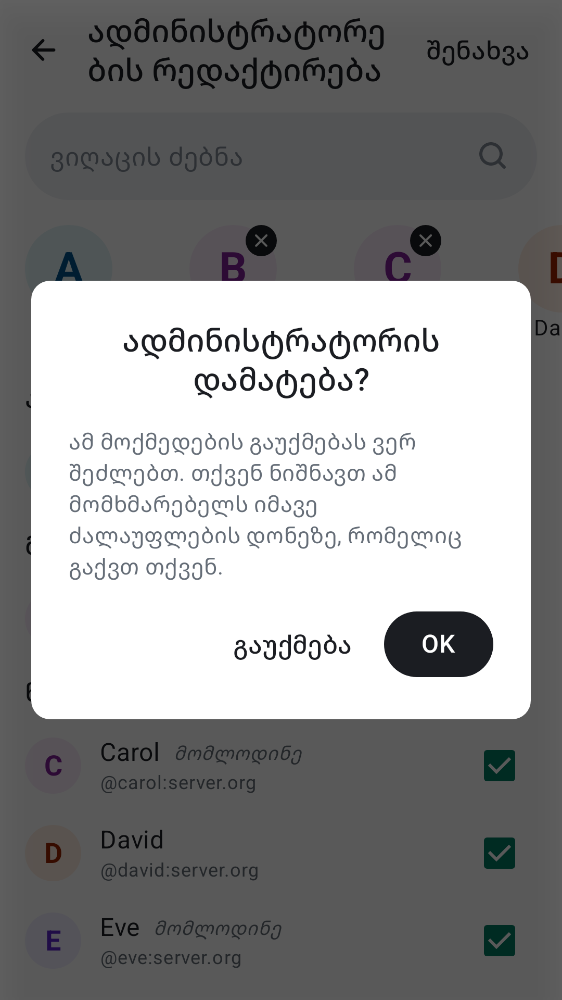 ადმინისტრატორე
ბის რედაქტირება
შენახვა
ვიღაცის ძებნა
A
B
C
Da
ადმინისტრატორის
დამატება?
ამ მოქმედების გაუქმებას ვერ
შეძლებთ. თქვენ ნიშნავთ ამ
მომხმარებელს იმავე
ძალაუფლების დონეზე, რომელიც
გაქვთ თქვენ.
გაუქმება
OK
C
Carol მომლოდინე
@carol:server.org
D
David
@david:server.org
E
Eve მომლოდინე
@eve:server.org